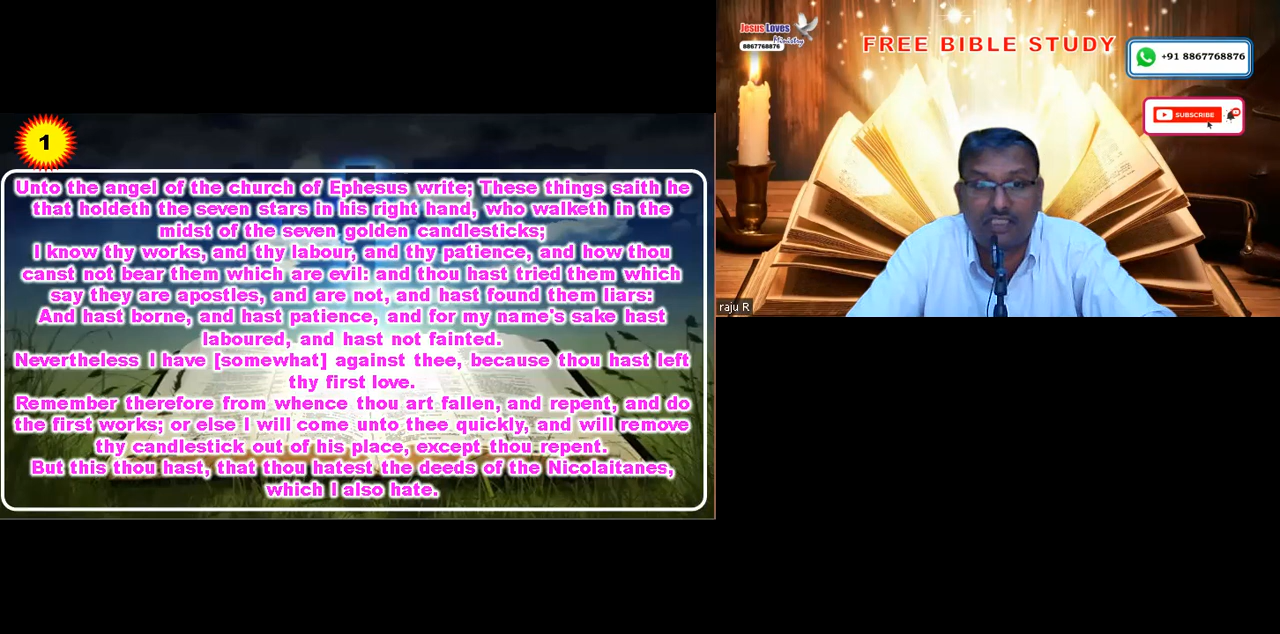 1
Unto the angel of the church of Ephesus write; These things saith he
that holdeth the seven stars in his right hand, who walketh in the
midst of the seven golden candlesticks;
I know thy works, and thy labour, and thy patience, and how thou
canst not bear them which are evil: and thou hast tried them which
say they are apostles, and are not, and hast found them liars:
And hast borne, and hast patience, and for my name's sake hast
laboured, and hast not fainted.
Nevertheless I have [somewhat] against thee, because thou hast left
thy first love.
Remember therefore from whence thou art fallen, and repent, and do
the first works; or else I will come unto thee quickly, and will remove
thy candlestick out of his place, except thou repent.
But this thou hast, that thou hatest the deeds of the Nicolaitanes,
which I also hate.
Jesus Loves
Ministry
8867768876
FREE BIBLE STUDY
+91 8867768876
SUBSCRIBE
raju R